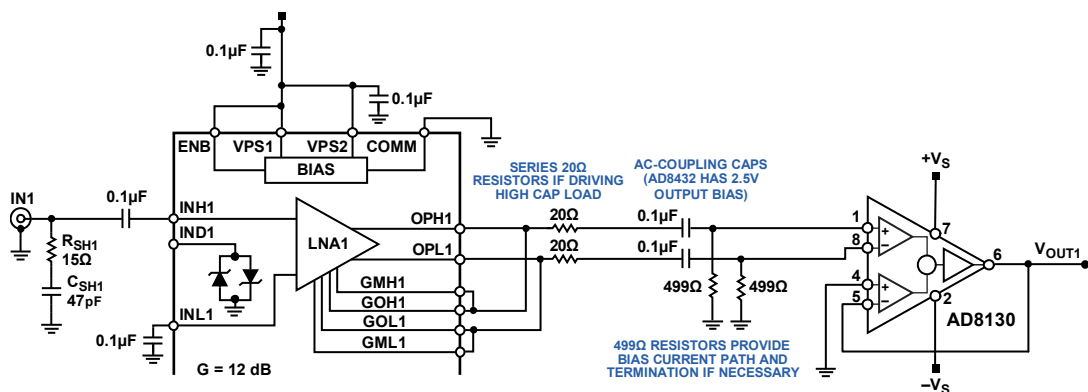 0.1µF
0.1µF
ENB
VPS1
VPS2
COMM
BIAS
SERIES 20Ω
RESISTORS IF DRIVING
HIGH CAP LOAD
AC-COUPLING CAPS
(AD8432 HAS 2.5V
OUTPUT BIAS)
+VS
IN1
0.1µF
INH1
OPH1
20Ω
0.1µF
1
7
RSH1
15Ω
IND1
LNA1
OPL1
20Ω
0.1µF
8
6
VOUT1
CSH1
47pF
GMH1
499Ω
499Ω
4
GOH1
5
2
0.1µF
INL1
GOL1
AD8130
GML1
499Ω RESISTORS PROVIDE
BIAS CURRENT PATH AND
TERMINATION IF NECESSARY
G = 12 dB
–VS
+
–
+
–